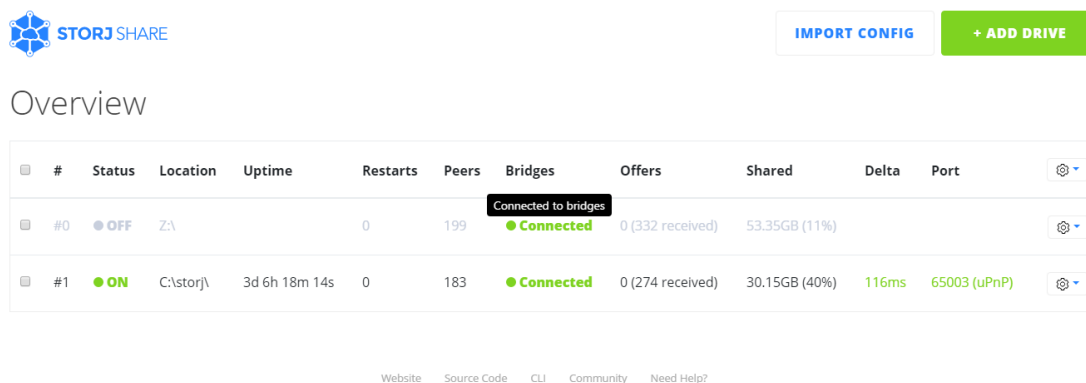 STORJ SHARE
IMPORT CONFIG
+ ADD DRIVE
Overview
# Status Location Uptime Restarts Peers Bridges Offers Shared Delta Port
Connected to bridges
#0 OFF Z:\ 0 199 Connected 0 (332 received) 53.35GB (11%)
#1 ON C:\storj\ 3d 6h 18m 14s 0 183 Connected 0 (274 received) 30.15GB (40%) 116ms 65003 (uPnP)
Website Source Code CLI Community Need Help?